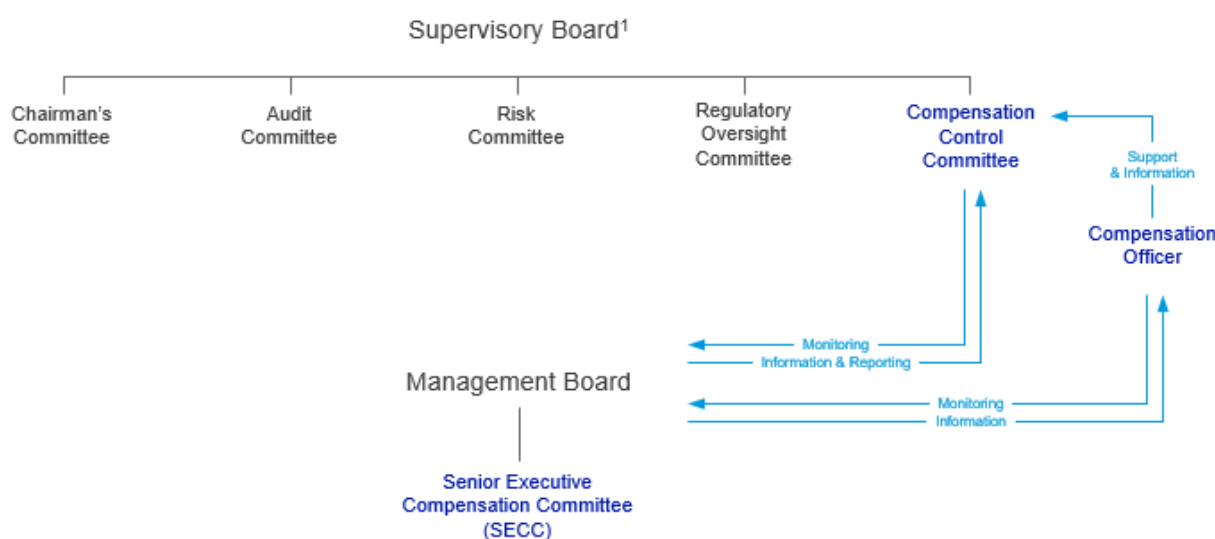 Supervisory Board¹
Chairman's
Committee
Audit
Committee
Risk
Committee
Regulatory
Oversight
Committee
Compensation
Control
Committee
Support
& Information
Compensation
Officer
Monitoring
Information & Reporting
Management Board
Monitoring
Information
Senior Executive
Compensation Committee
(SECC)